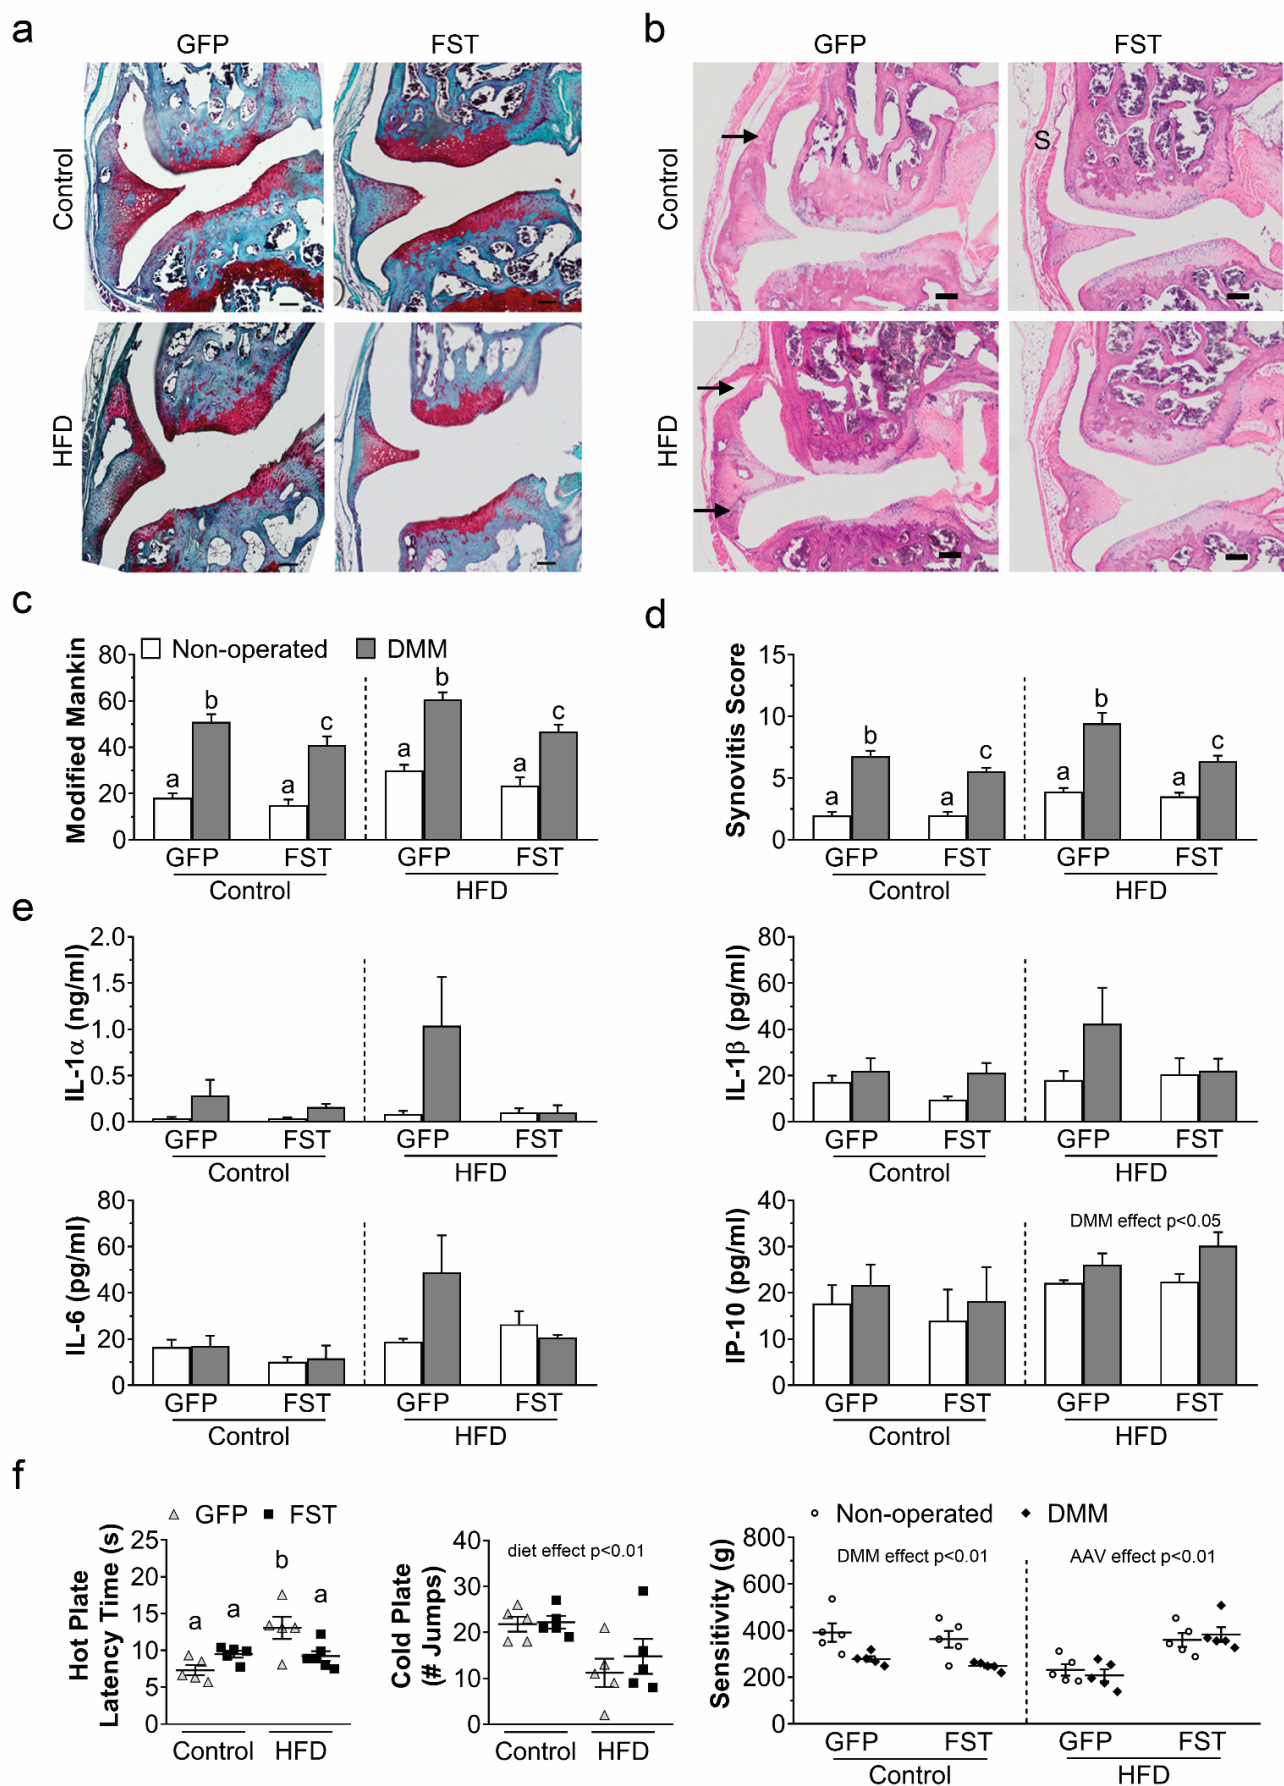 a
GFP
FST
Control
HFD
b
GFP
FST
Control
S
HFD
c
Non-operated
DMM
Modified Mankin
80
60
40
20
0
a
b
a
c
a
b
a
c
GFP
FST
GFP
FST
Control
HFD
d
Synovitis Score
15
10
5
0
a
b
a
c
a
b
a
c
GFP
FST
GFP
FST
Control
HFD
e
IL-1α (ng/ml)
2.0
1.5
1.0
0.5
0.0
GFP
FST
GFP
FST
Control
HFD
IL-1β (pg/ml)
80
60
40
20
0
GFP
FST
GFP
FST
Control
HFD
IL-6 (pg/ml)
80
60
40
20
0
GFP
FST
GFP
FST
Control
HFD
IP-10 (pg/ml)
40
30
20
10
0
DMM effect p<0.05
GFP
FST
GFP
FST
Control
HFD
f
GFP
FST
Hot Plate
Latency Time (s)
25
20
15
10
5
0
a
a
b
a
Control
HFD
Cold Plate
(# Jumps)
40
30
20
10
0
diet effect p<0.01
Control
HFD
Non-operated
DMM
Sensitivity (g)
800
600
400
200
0
DMM effect p<0.01
AAV effect p<0.01
GFP
FST
GFP
FST
Control
HFD